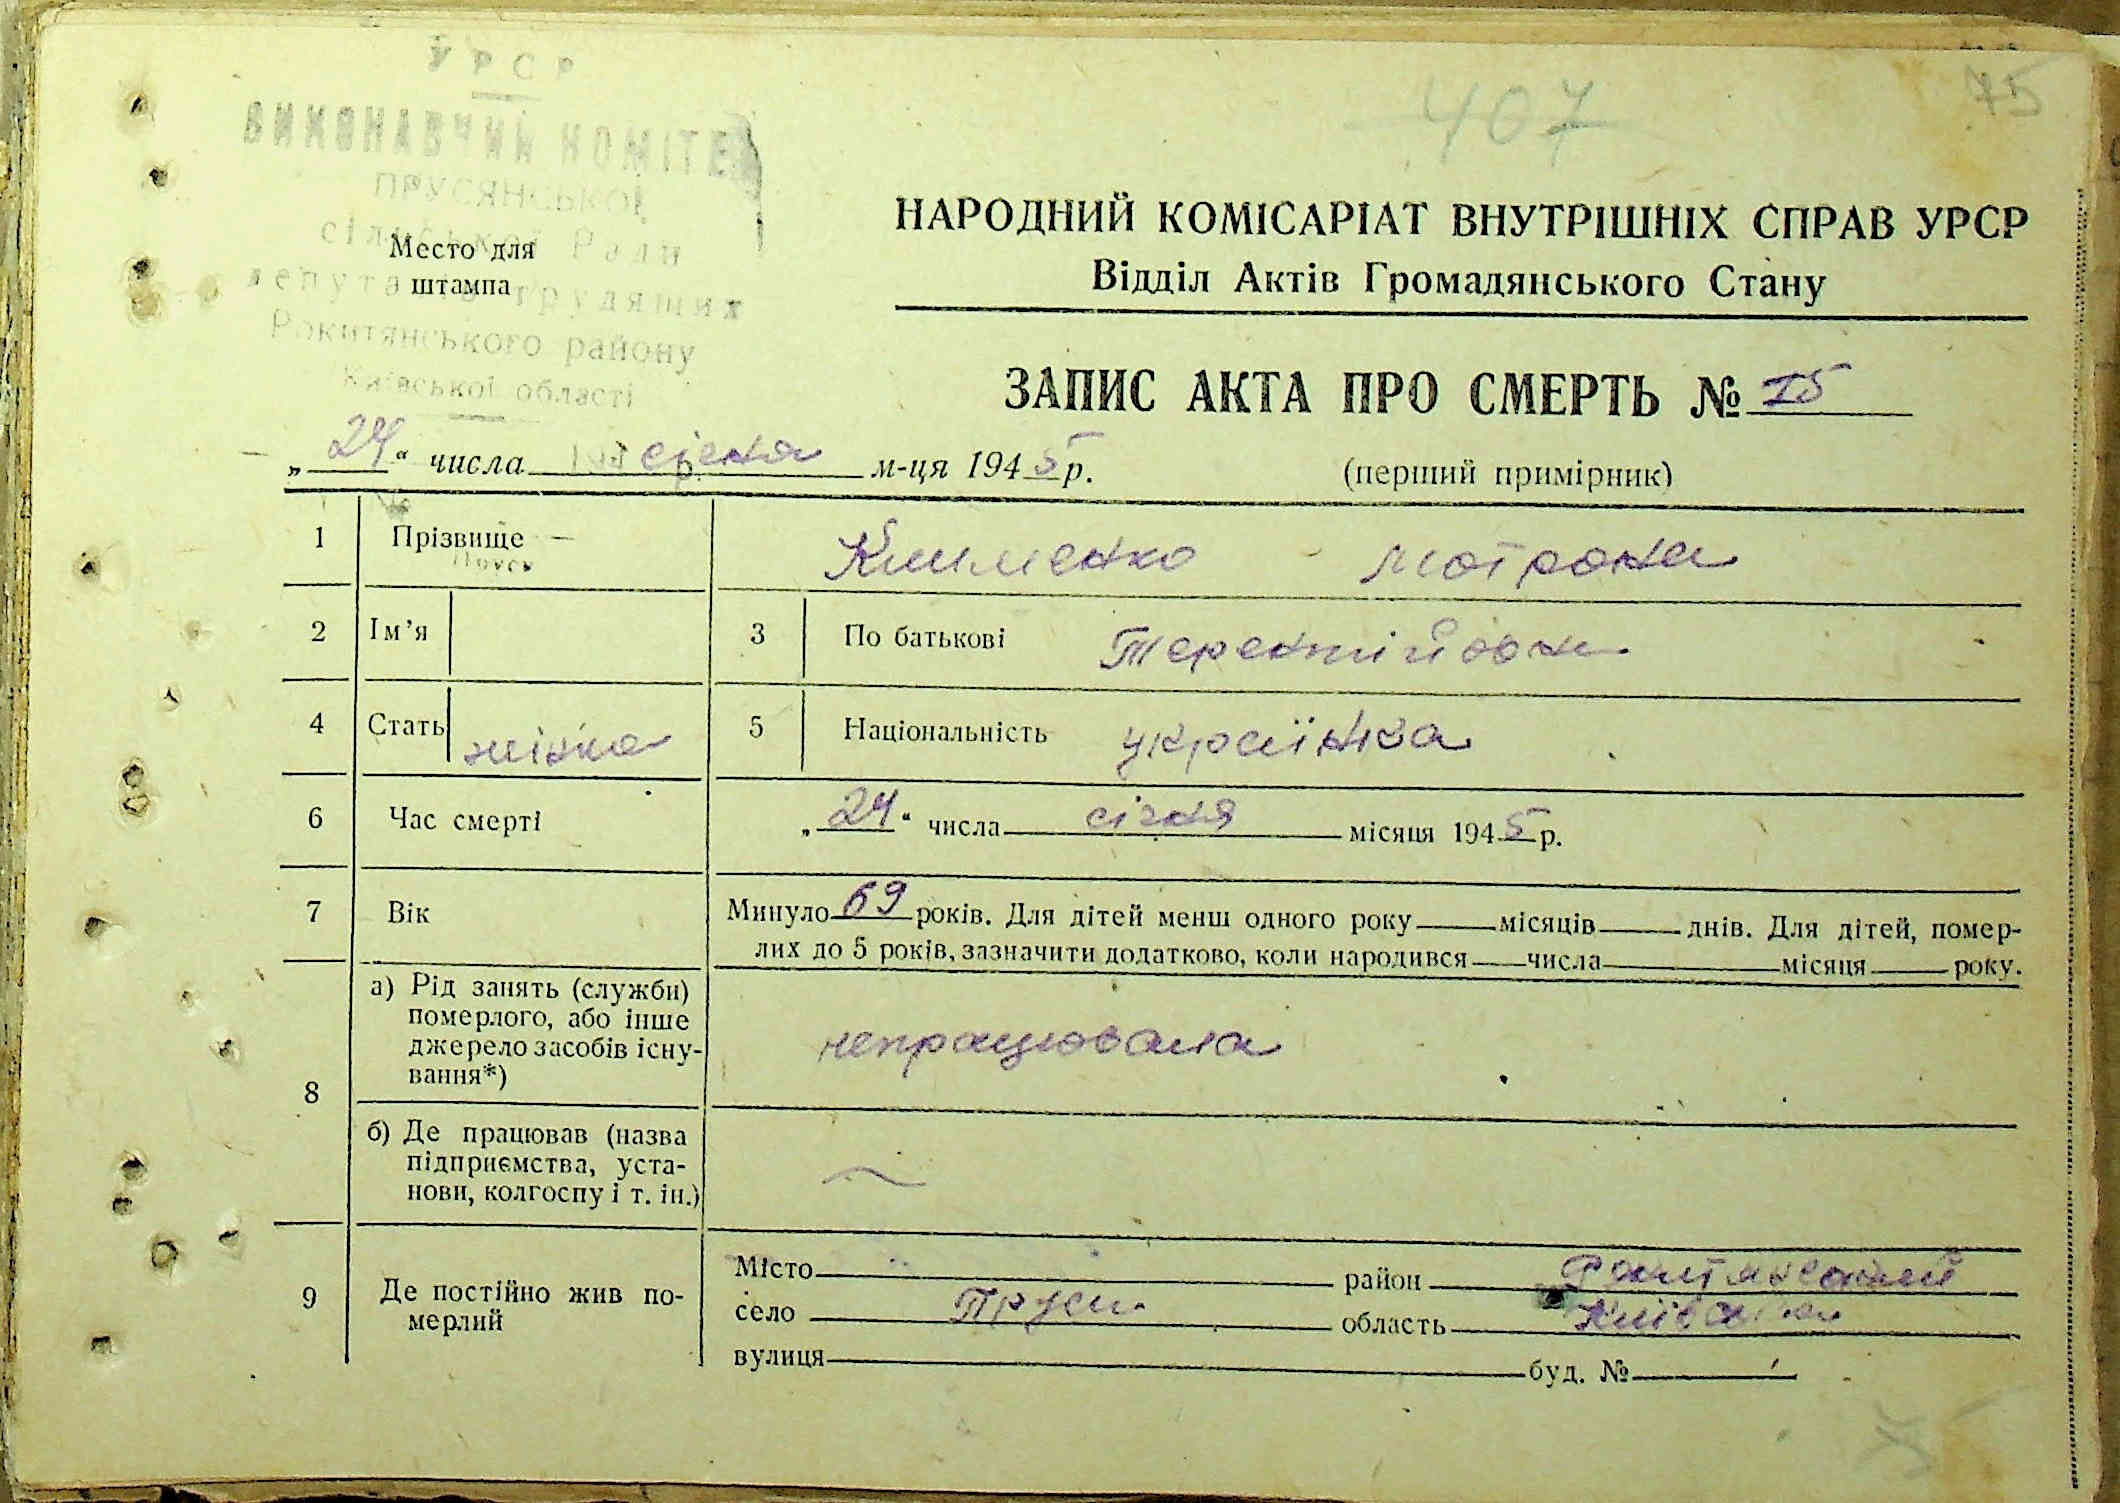 УРСР
ВИКОНАВЧИЙ КОМІТЕ
ПРУСЯНСЬКОЇ
сільської Ради
депутатів трудящих
Рокитянського району
Київської області
Место для
штампа
407
75
НАРОДНИЙ КОМІСАРІАТ ВНУТРІШНІХ СПРАВ УРСР
Відділ Актів Громадянського Стану
ЗАПИС АКТА ПРО СМЕРТЬ № 15
„24“ числа січня м-ця 1945 р.
(перший примірник)
1 Прізвище Клименко Мотрона
2 Ім’я
3 По батькові Терентіївна
4 Стать жінка
5 Національність українка
6 Час смерті „24“ числа січня місяця 1945 р.
7 Вік Минуло 69 років. Для дітей менш одного року місяців днів. Для дітей, помер-
лих до 5 років, зазначити додатково, коли народився числа місяця року.
8 а) Рід занять (служби)
померлого, або інше
джерело засобів існу-
вання*)
непрацювала
б) Де працював (назва
підприємства, уста-
нови, колгоспу і т. ін.)
9 Де постійно жив по-
мерлий
Місто район Рокитянський
село Пруси область Київська
вулиця буд. №